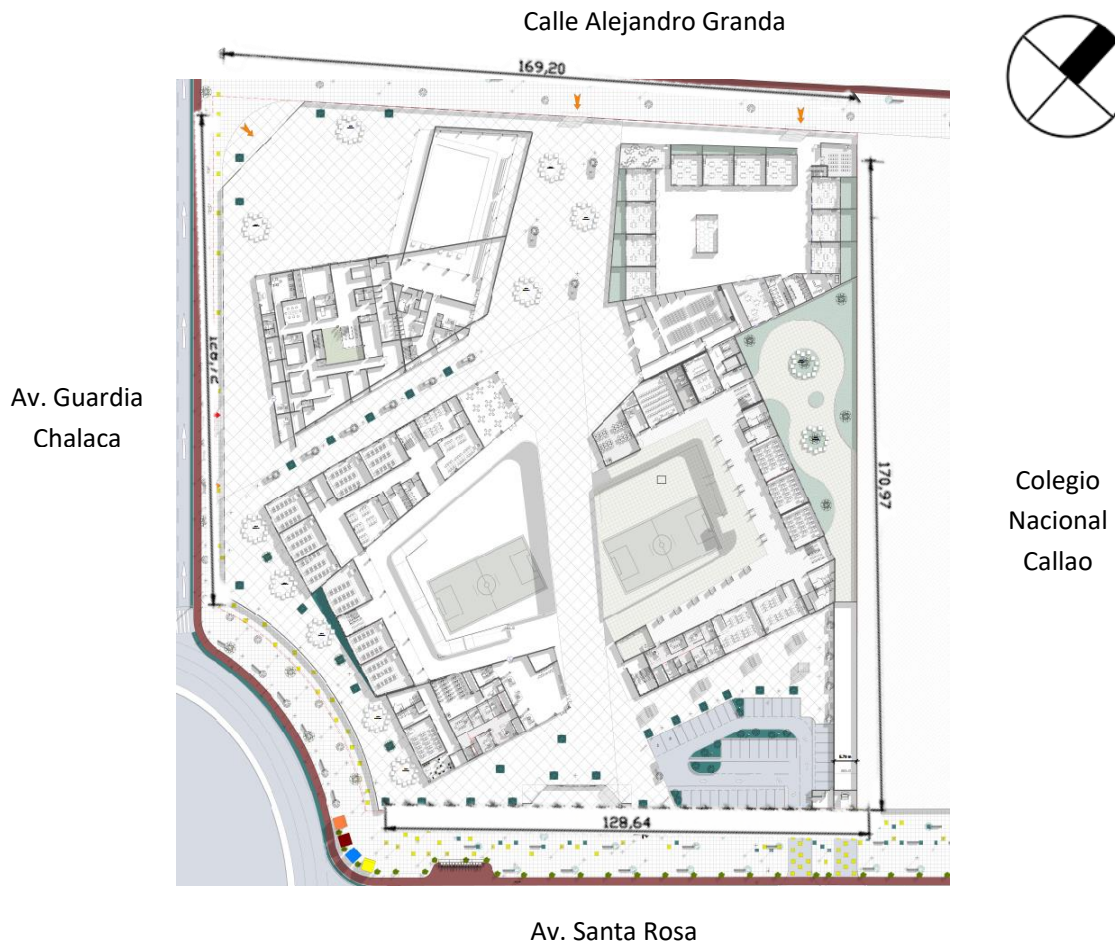 Calle Alejandro Granda
169,20
Av. Guardia
Chalaca
170,97
Colegio
Nacional
Callao
128,64
Av. Santa Rosa